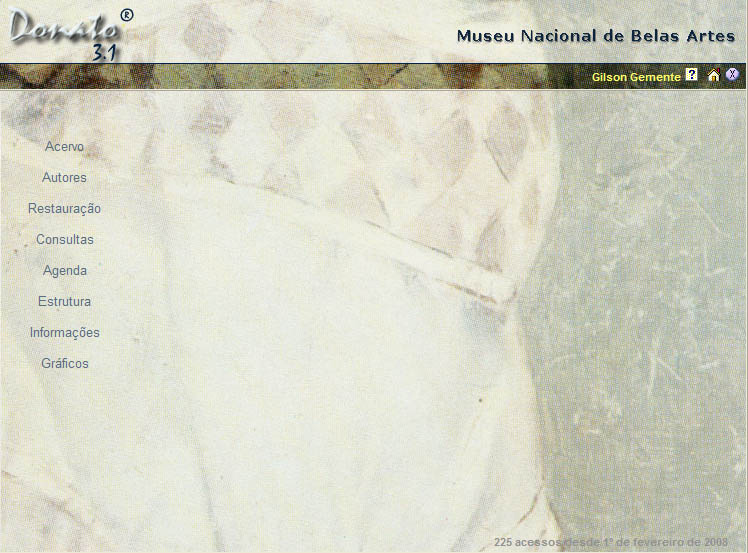 Donato®
3.1
Museu Nacional de Belas Artes
Gilson Gemente ? X
Acervo
Autores
Restauração
Consultas
Agenda
Estrutura
Informações
Gráficos
225 acessos desde 1º de fevereiro de 2008